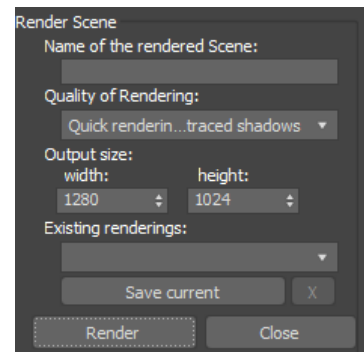 Render Scene
Name of the rendered Scene:
Quality of Rendering:
Quick renderin...traced shadows
Output size:
width: height:
1280 1024
Existing renderings:
Save current X
Render Close